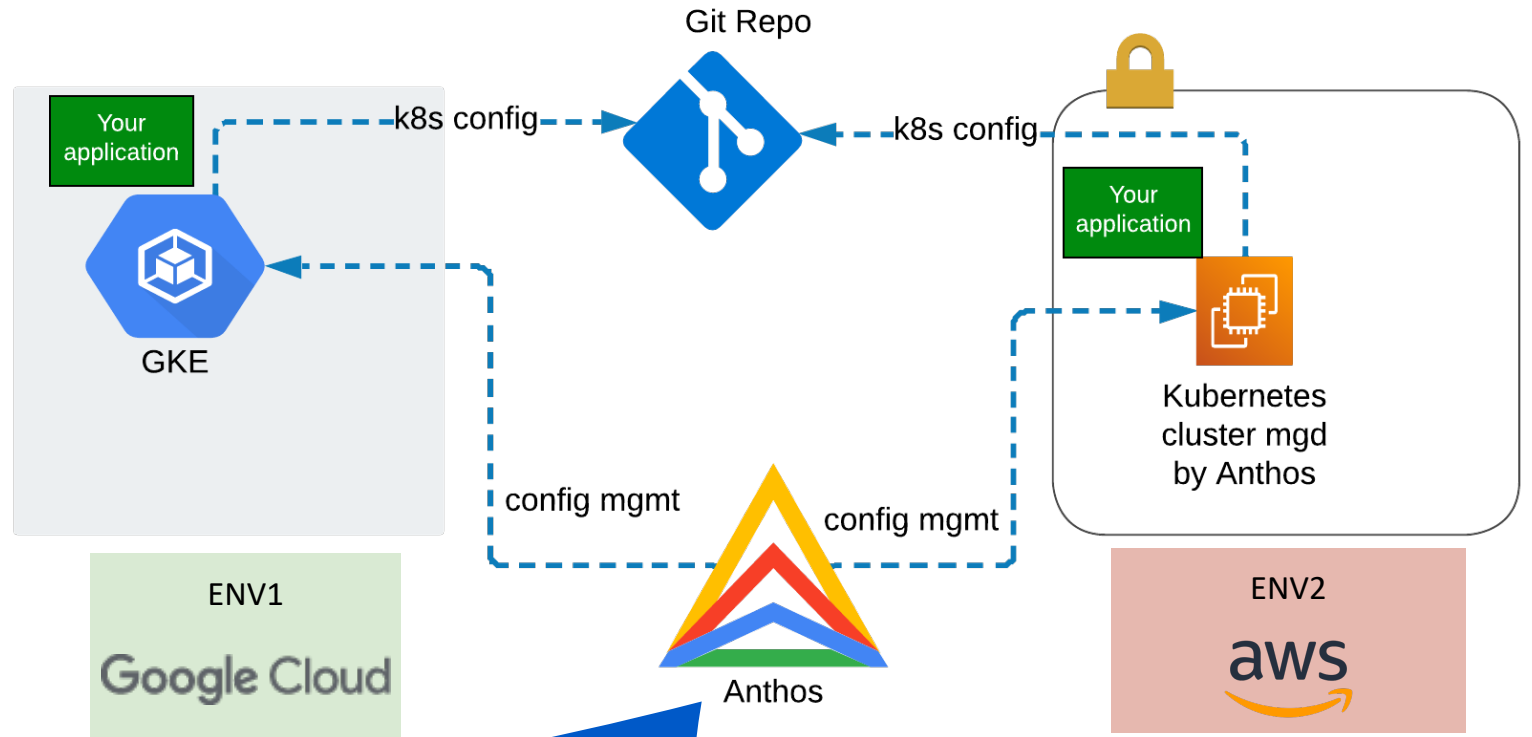 Git Repo
Your
application
k8s config
k8s config
Your
application
GKE
Kubernetes
cluster mgd
by Anthos
config mgmt
config mgmt
ENV1
Google Cloud
Anthos
ENV2
aws